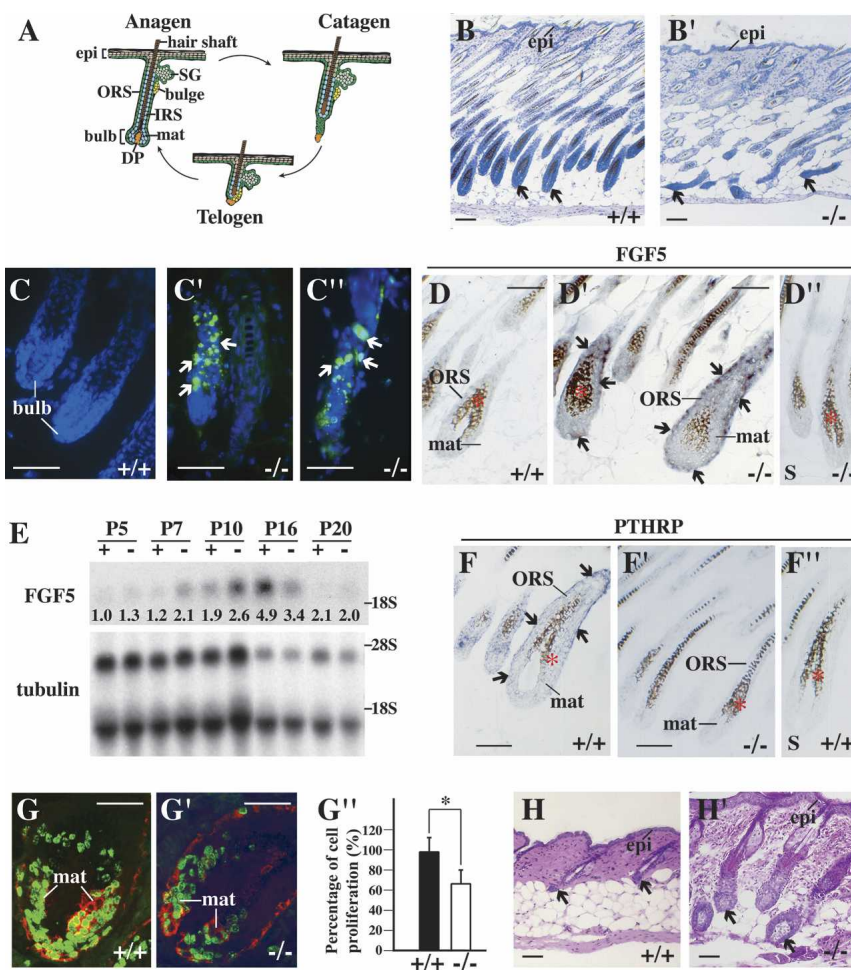 A
Anagen
hair shaft
epi
SG
ORS
bulge
IRS
bulb
mat
DP
Catagen
Telogen
B
epi
+/+
B'
epi
-/-
C
bulb
+/+
C'
-/-
C''
-/-
FGF5
D
ORS
*
mat
+/+
D'
*
ORS
mat
-/-
D''
*
S
-/-
E
P5 P7 P10 P16 P20
+ - + - + - + - + -
FGF5
1.0 1.3 1.2 2.1 1.9 2.6 4.9 3.4 2.1 2.0
-18S
-28S
tubulin
-18S
PTHRP
F
ORS
*
mat
+/+
F'
ORS
*
mat
-/-
F''
*
S
+/+
G
mat
+/+
G'
mat
-/-
G''
Percentage of cell
proliferation (%)
120
100
80
60
40
20
0
*
+/+ -/-
H
epi
+/+
H'
epi
-/-